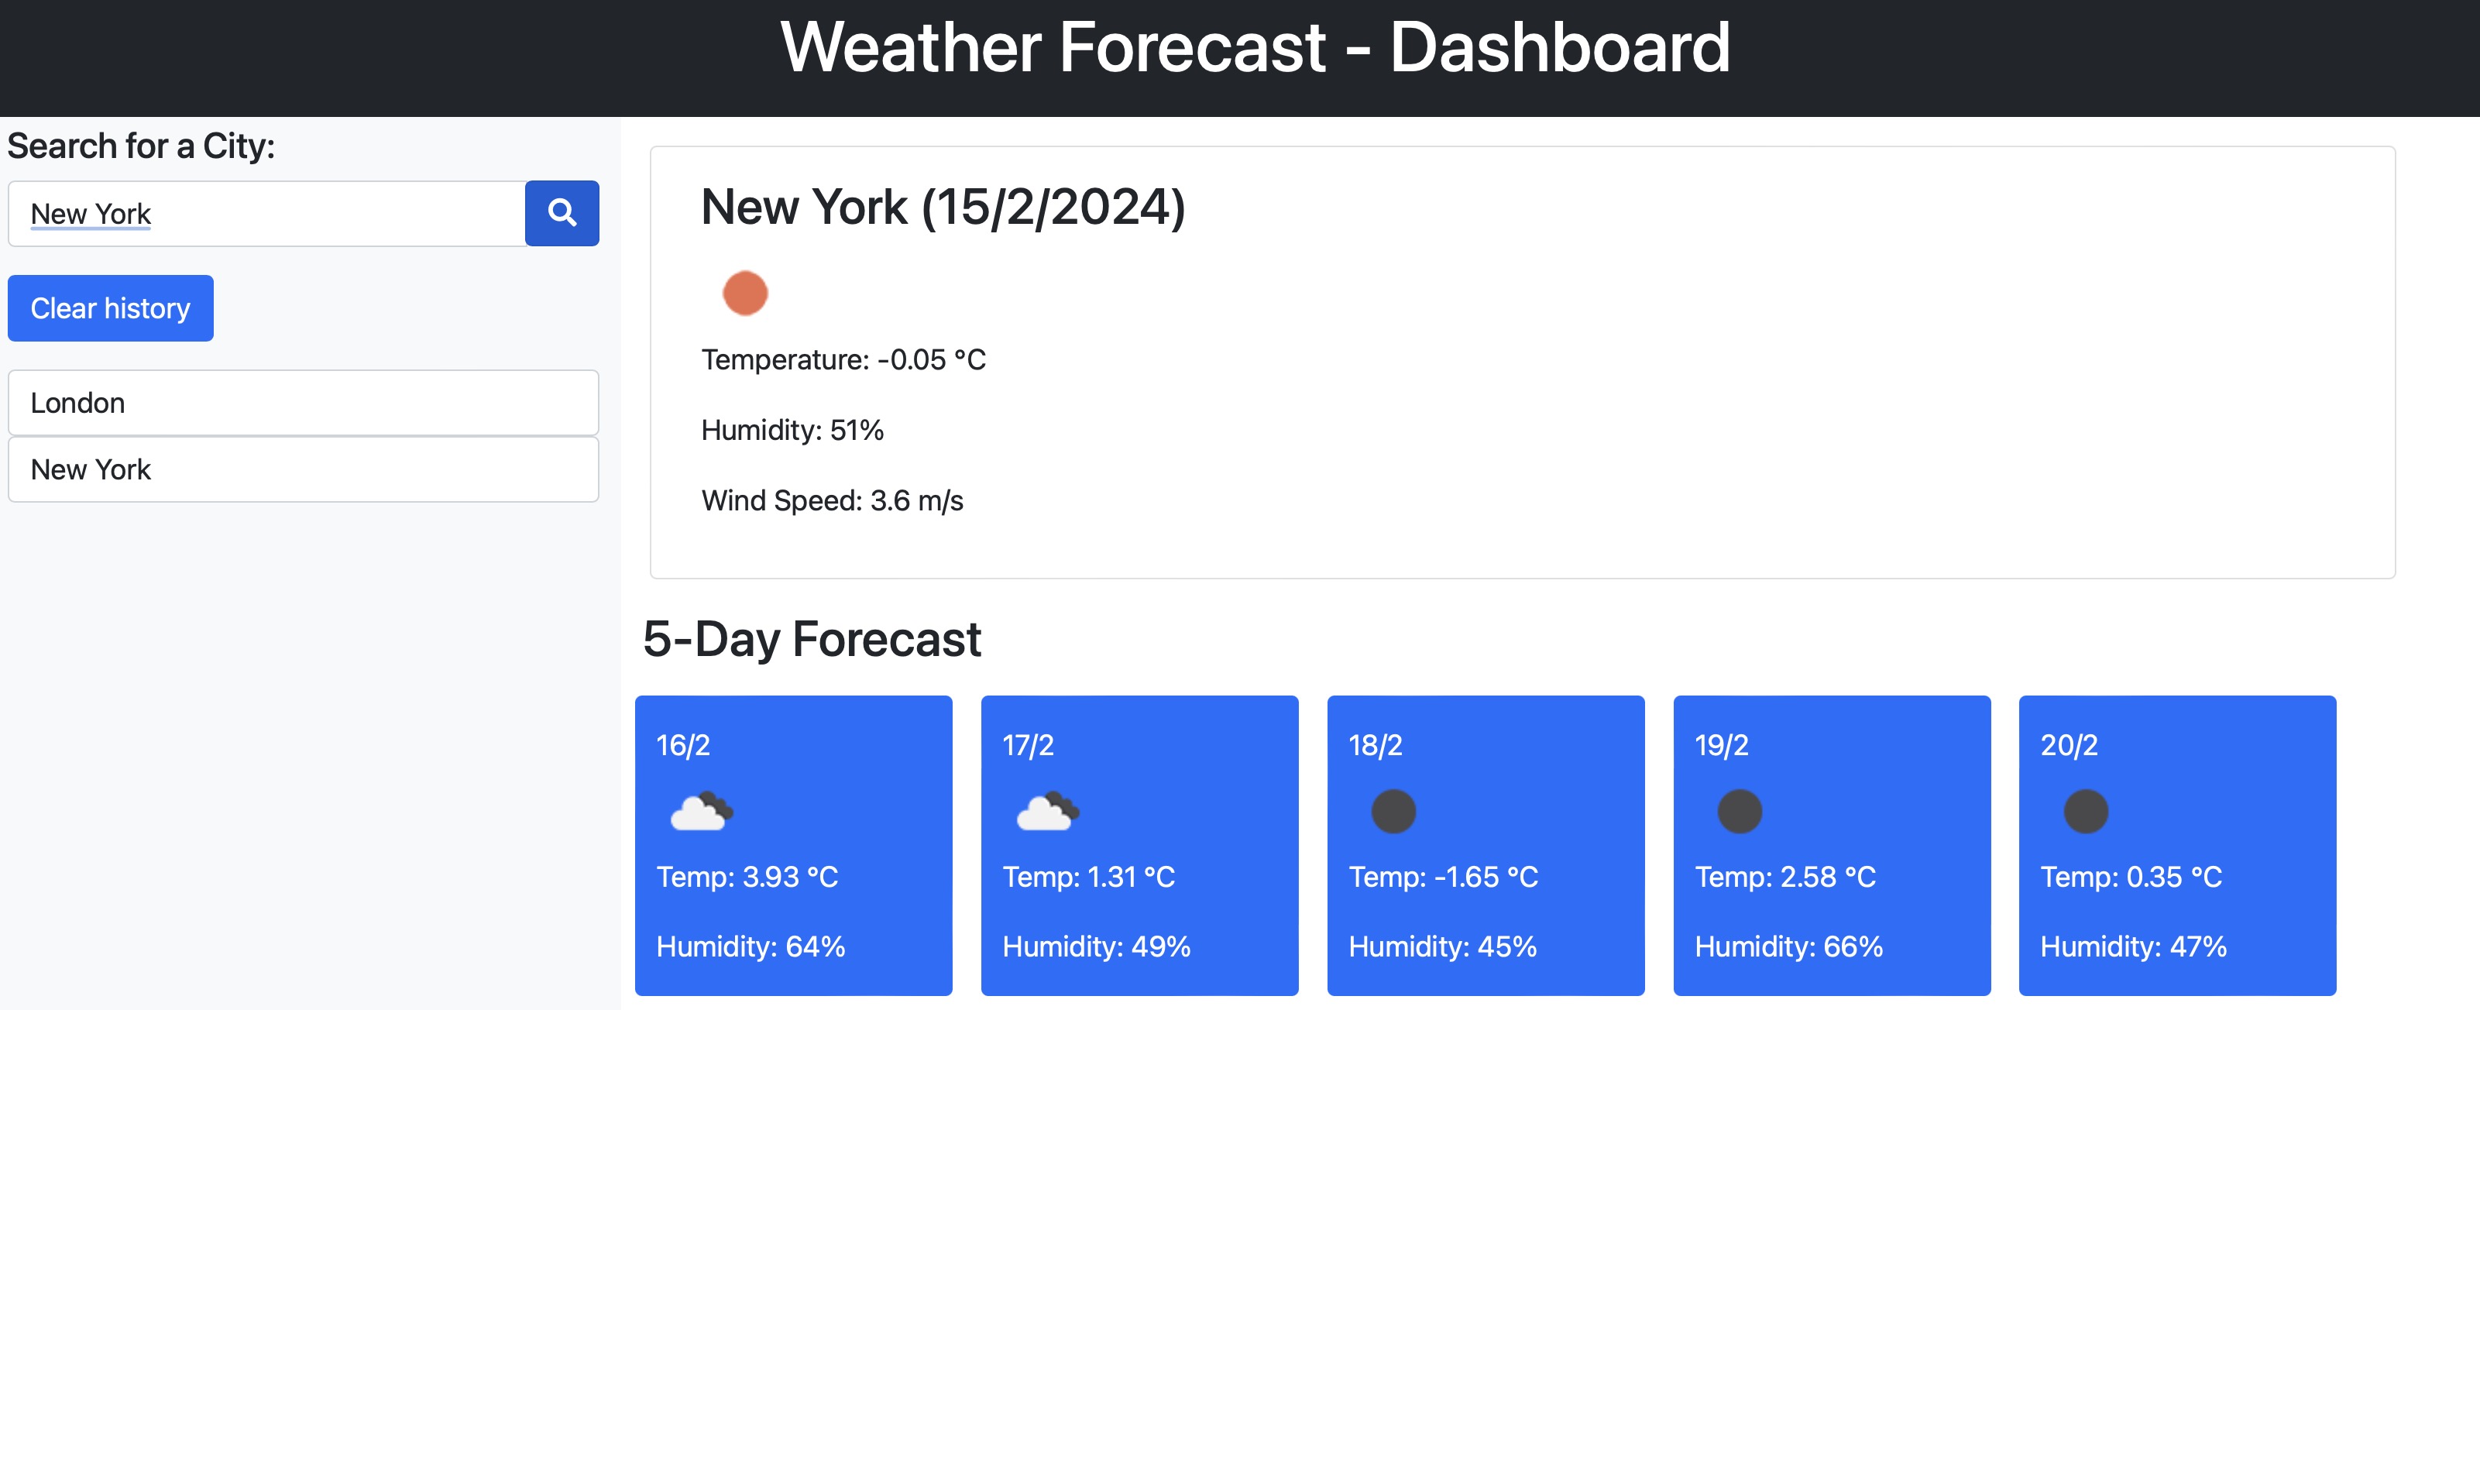 Weather Forecast - Dashboard
Search for a City:
New York
Clear history
London
New York
New York (15/2/2024)
Temperature: -0.05 °C
Humidity: 51%
Wind Speed: 3.6 m/s
5-Day Forecast
16/2
Temp: 3.93 °C
Humidity: 64%
17/2
Temp: 1.31 °C
Humidity: 49%
18/2
Temp: -1.65 °C
Humidity: 45%
19/2
Temp: 2.58 °C
Humidity: 66%
20/2
Temp: 0.35 °C
Humidity: 47%